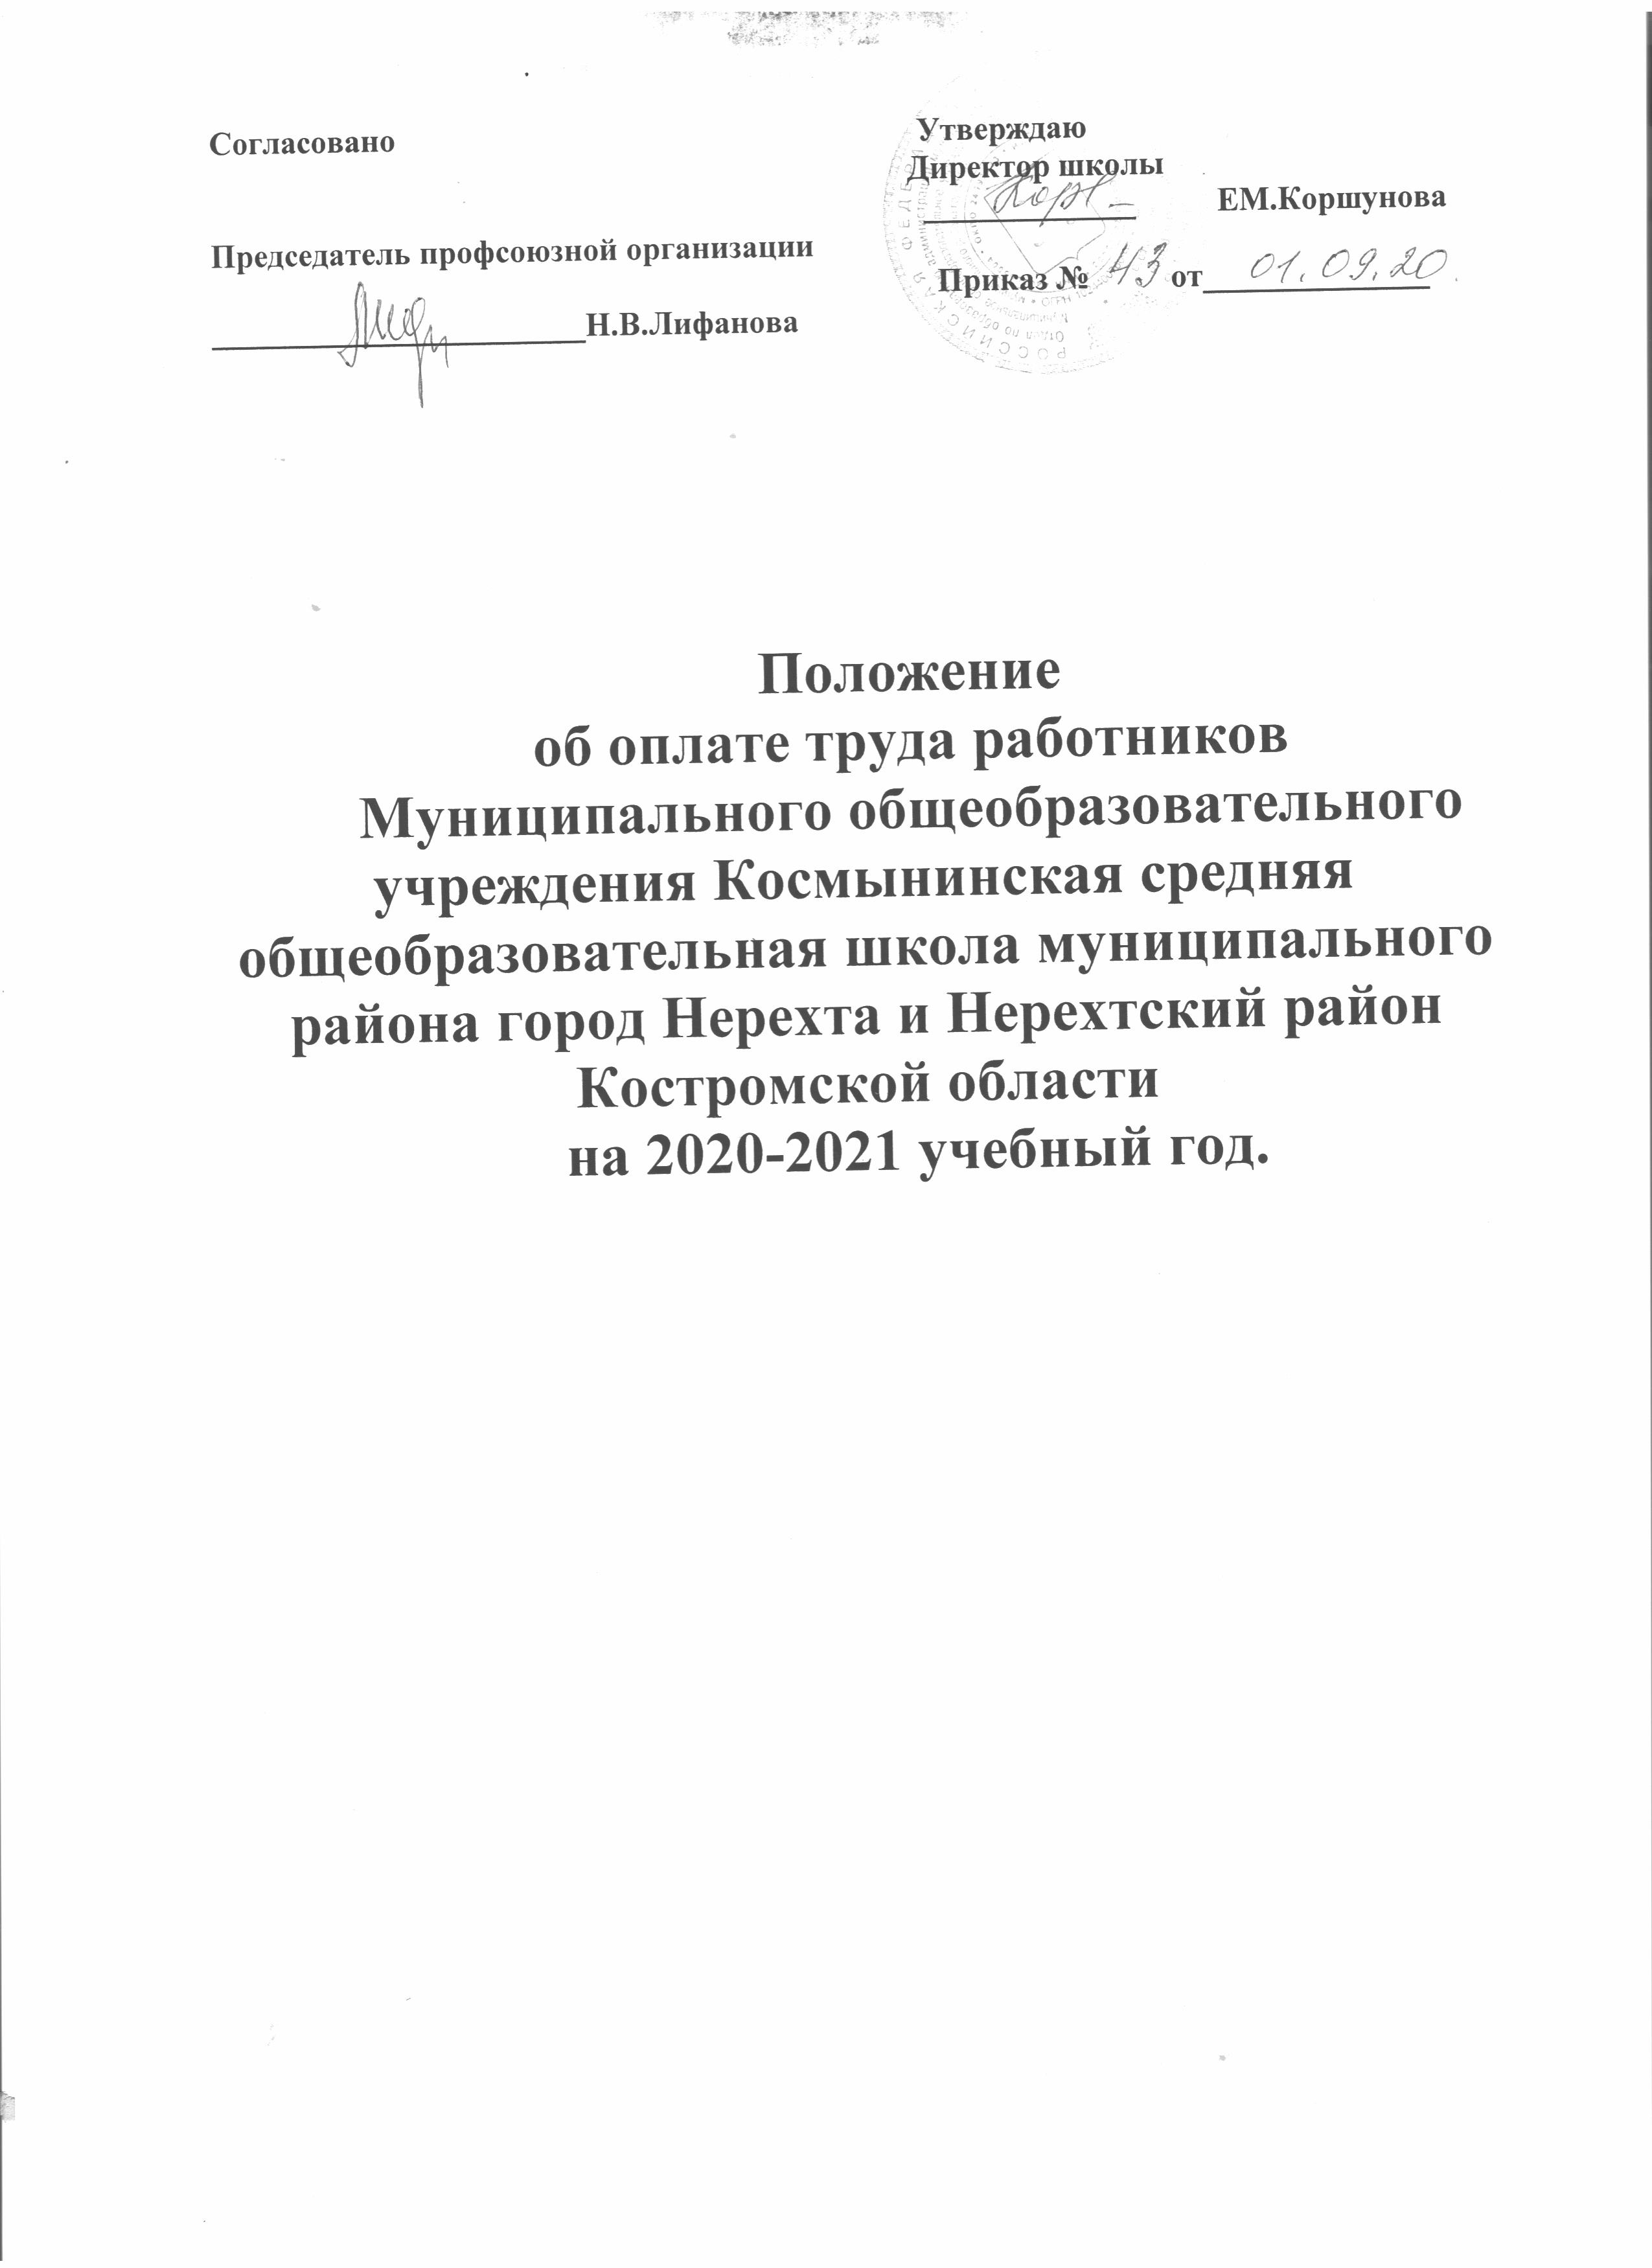 Согласовано
Председатель профсоюзной организации
Н.В.Лифанова
Утверждаю
Директор школы
ЕМ.Коршунова
Приказ № 43 от 01.09.20
Положение
об оплате труда работников
Муниципального общеобразовательного
учреждения Космынинская средняя
общеобразовательная школа муниципального
района город Нерехта и Нерехтский район
Костромской области
на 2020-2021 учебный год.